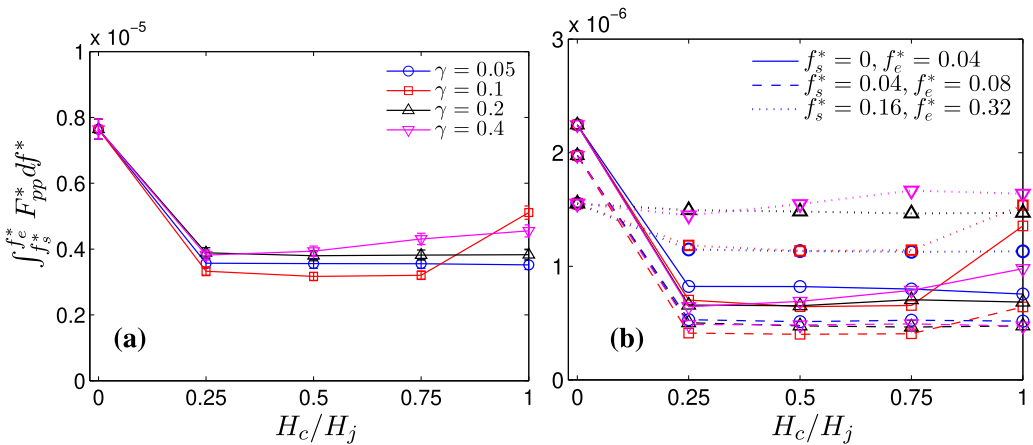 x 10⁻⁵
1
0.8
0.6
0.4
0.2
0
0 0.25 0.5 0.75 1
H_c/H_j
∫_{f_s^*}^{f_e^*} F_{pp}^* df^*
γ = 0.05
γ = 0.1
γ = 0.2
γ = 0.4
(a)
x 10⁻⁶
3
2
1
0
0 0.25 0.5 0.75 1
H_c/H_j
f_s^* = 0, f_e^* = 0.04
f_s^* = 0.04, f_e^* = 0.08
f_s^* = 0.16, f_e^* = 0.32
(b)